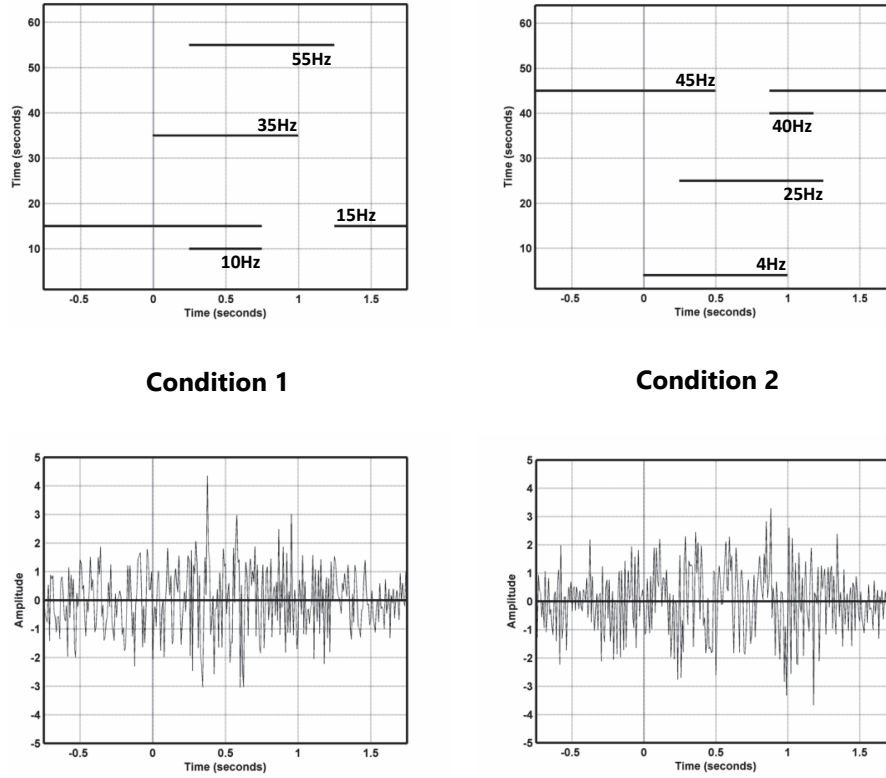 60
50
40
30
20
10
Time (seconds)
55Hz
35Hz
15Hz
10Hz
-0.5 0 0.5 1 1.5
Time (seconds)
60
50
40
30
20
10
Time (seconds)
45Hz
40Hz
25Hz
4Hz
-0.5 0 0.5 1 1.5
Time (seconds)
Condition 1
Condition 2
5
4
3
2
1
0
-1
-2
-3
-4
-5
Amplitude
-0.5 0 0.5 1 1.5
Time (seconds)
5
4
3
2
1
0
-1
-2
-3
-4
-5
Amplitude
-0.5 0 0.5 1 1.5
Time (seconds)